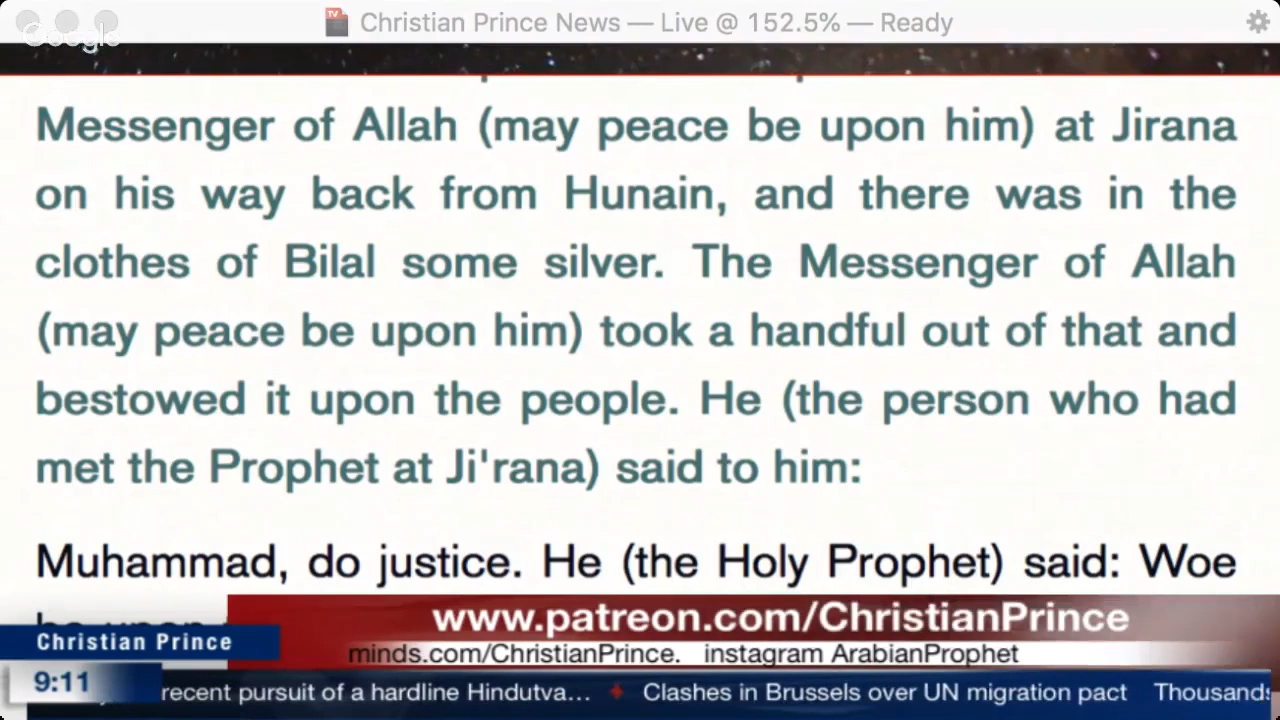 Christian Prince News — Live @ 152.5% — Ready
Google
Messenger of Allah (may peace be upon him) at Jirana
on his way back from Hunain, and there was in the
clothes of Bilal some silver. The Messenger of Allah
(may peace be upon him) took a handful out of that and
bestowed it upon the people. He (the person who had
met the Prophet at Ji'rana) said to him:
Muhammad, do justice. He (the Holy Prophet) said: Woe
www.patreon.com/ChristianPrince
Christian Prince
minds.com/ChristianPrince. instagram ArabianProphet
9:11
recent pursuit of a hardline Hindutva... Clashes in Brussels over UN migration pact Thousands